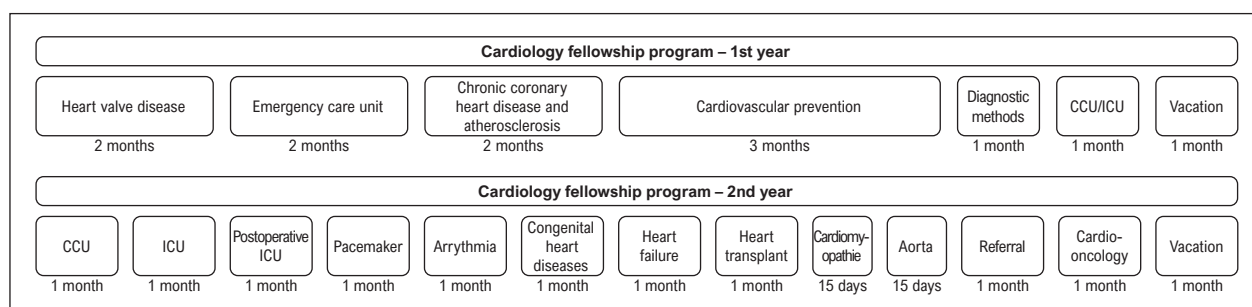 Cardiology fellowship program – 1st year
Heart valve disease
2 months
Emergency care unit
2 months
Chronic coronary
heart disease and
atherosclerosis
2 months
Cardiovascular prevention
3 months
Diagnostic
methods
1 month
CCU/ICU
1 month
Vacation
1 month
Cardiology fellowship program – 2nd year
CCU
1 month
ICU
1 month
Postoperative
ICU
1 month
Pacemaker
1 month
Arrythmia
1 month
Congenital
heart
diseases
1 month
Heart
failure
1 month
Heart
transplant
1 month
Cardiomy-
opathie
15 days
Aorta
15 days
Referral
1 month
Cardio-
oncology
1 month
Vacation
1 month